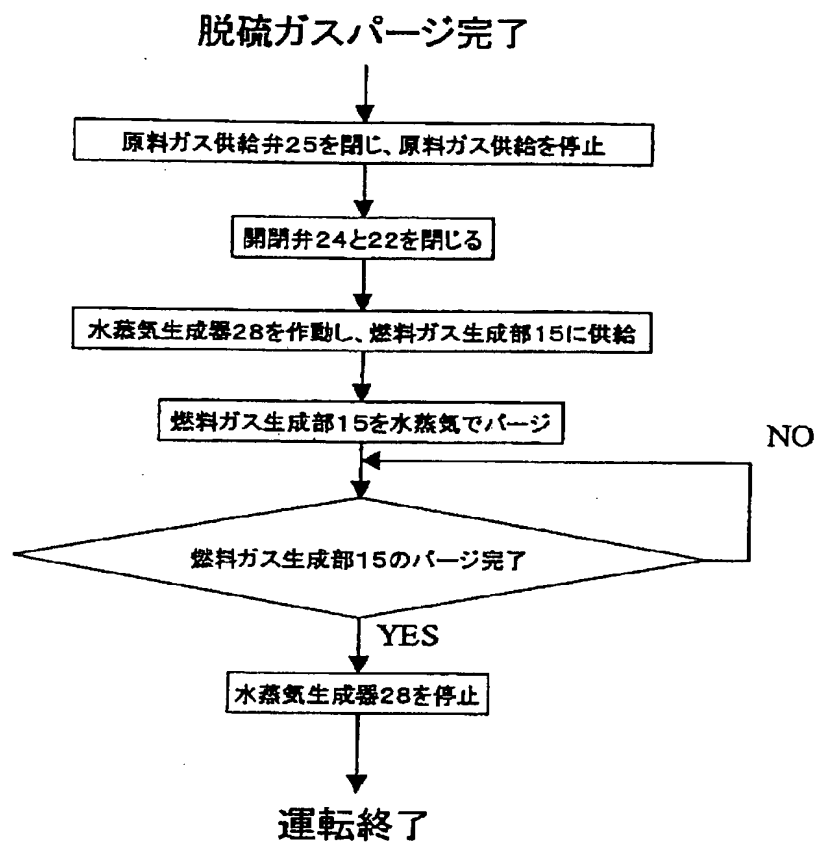 脱硫ガスパージ完了
原料ガス供給弁25を閉じ、原料ガス供給を停止
開閉弁24と22を閉じる
水蒸気生成器28を作動し、燃料ガス生成部15に供給
燃料ガス生成部15を水蒸気でパージ
NO
燃料ガス生成部15のパージ完了
YES
水蒸気生成器28を停止
運転終了